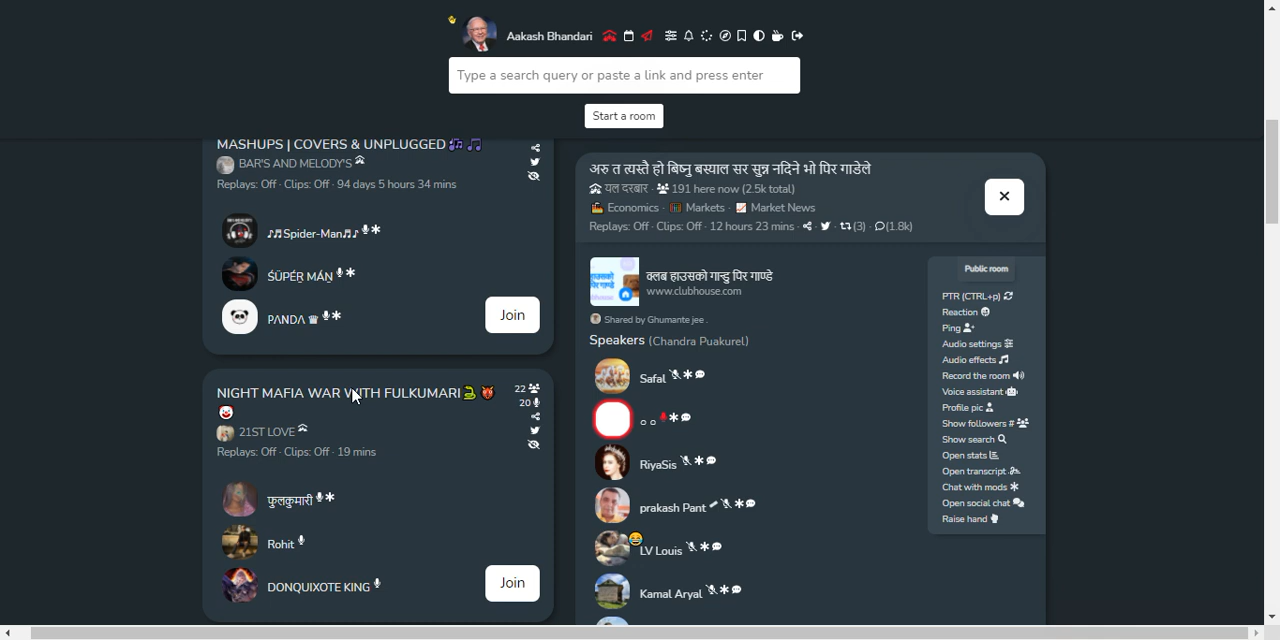 Aakash Bhandari
Type a search query or paste a link and press enter
Start a room
MASHUPS | COVERS & UNPLUGGED
BAR'S AND MELODY'S
Replays: Off · Clips: Off · 94 days 5 hours 34 mins
♪♬Spider-Man♬♪
ŚÜPÉŔ MÁŅ
PΛNDΛ ♛
Join
NIGHT MAFIA WAR WITH FULKUMARI
22
20
21ST LOVE
Replays: Off · Clips: Off · 19 mins
फुलकुमारी
Rohit
DONQUIXOTE KING
Join
अरु त त्यस्तै हो बिष्नु बस्याल सर सुन्न नदिने भो पिर गाडेले
यल दरबार · 191 here now (2.5k total)
Economics · Markets · Market News
Replays: Off · Clips: Off · 12 hours 23 mins · · · (3) · (1.8k)
क्लब हाउसको गान्डु पिर गाण्डे
www.clubhouse.com
Shared by Ghumante jee .
Speakers (Chandra Puakurel)
Safal
○ ○
RiyaSis
prakash Pant
LV Louis
Kamal Aryal
Public room
PTR (CTRL+p)
Reaction
Ping
Audio settings
Audio effects
Record the room
Voice assistant
Profile pic
Show followers #
Show search
Open stats
Open transcript
Chat with mods
Open social chat
Raise hand